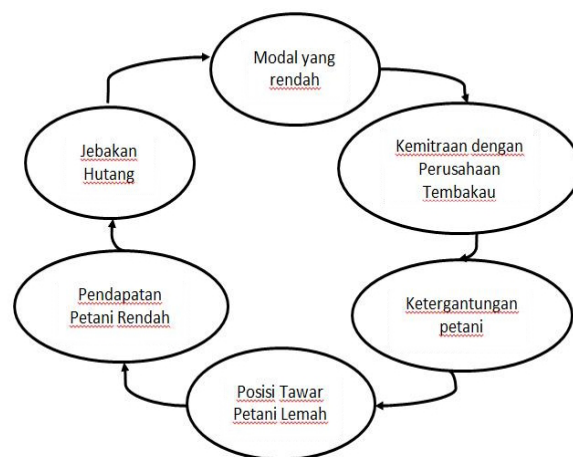 Modal yang
rendah
Kemitraan dengan
Perusahaan
Tembakau
Ketergantungan
petani
Posisi Tawar
Petani Lemah
Pendapatan
Petani Rendah
Jebakan
Hutang